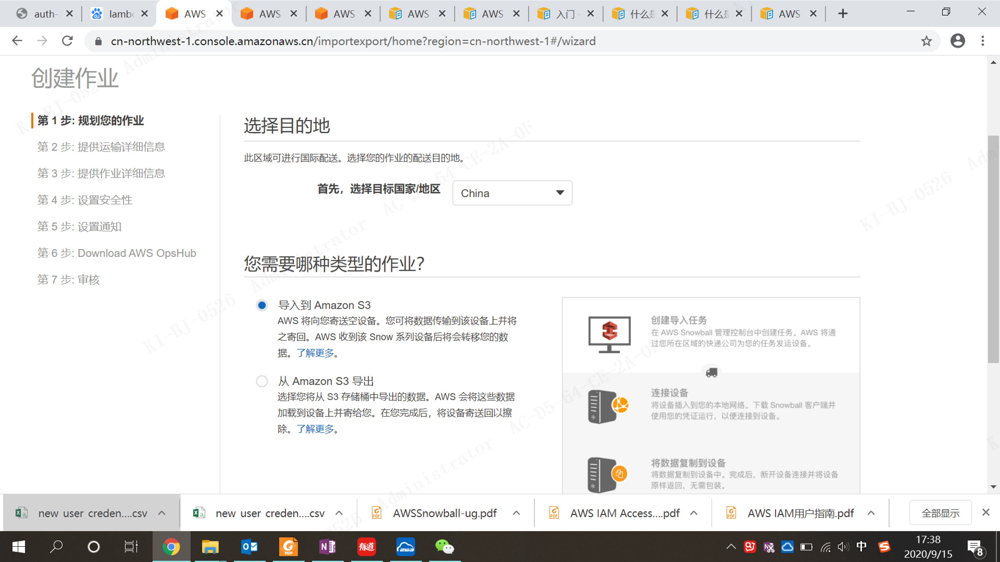 auth-
lamb
AWS
AWS
AWS
AWS
AWS
入门 -
什么是
什么是
AWS
cn-northwest-1.console.amazonaws.cn/importexport/home?region=cn-northwest-1#/wizard
创建作业
第 1 步: 规划您的作业
第 2 步: 提供运输详细信息
第 3 步: 提供作业详细信息
第 4 步: 设置安全性
第 5 步: 设置通知
第 6 步: Download AWS OpsHub
第 7 步: 审核
选择目的地
此区域可进行国际配送。选择您的作业的配送目的地。
首先，选择目标国家/地区
China
您需要哪种类型的作业?
导入到 Amazon S3
AWS 将向您寄送空设备。您可将数据传输到该设备上并将
之寄回。AWS 收到该 Snow 系列设备后将会转移您的数
据。了解更多。
从 Amazon S3 导出
选择您将从 S3 存储桶中导出的数据。AWS 会将这些数据
加载到设备上并寄给您。在您完成后，将设备寄送回以擦
除。了解更多。
创建导入任务
在 AWS Snowball 管理控制台中创建任务。AWS 将通
过您所在区域的快递公司为您的任务发运设备。
连接设备
将设备插入到您的本地网络。下载 Snowball 客户端并
使用您的凭证运行，以便连接到设备。
将数据复制到设备
将数据复制到设备中。完成后，断开设备连接并将设备
原样返回，无需包装。
new user creden....csv
new user creden....csv
AWSSnowball-ug.pdf
AWS IAM Access....pdf
AWS IAM用户指南.pdf
全部显示
有道
263
中
17:38
2020/9/15
8
KI-BJ-0526 Administrator AC-D5-64-CE-2A-0F